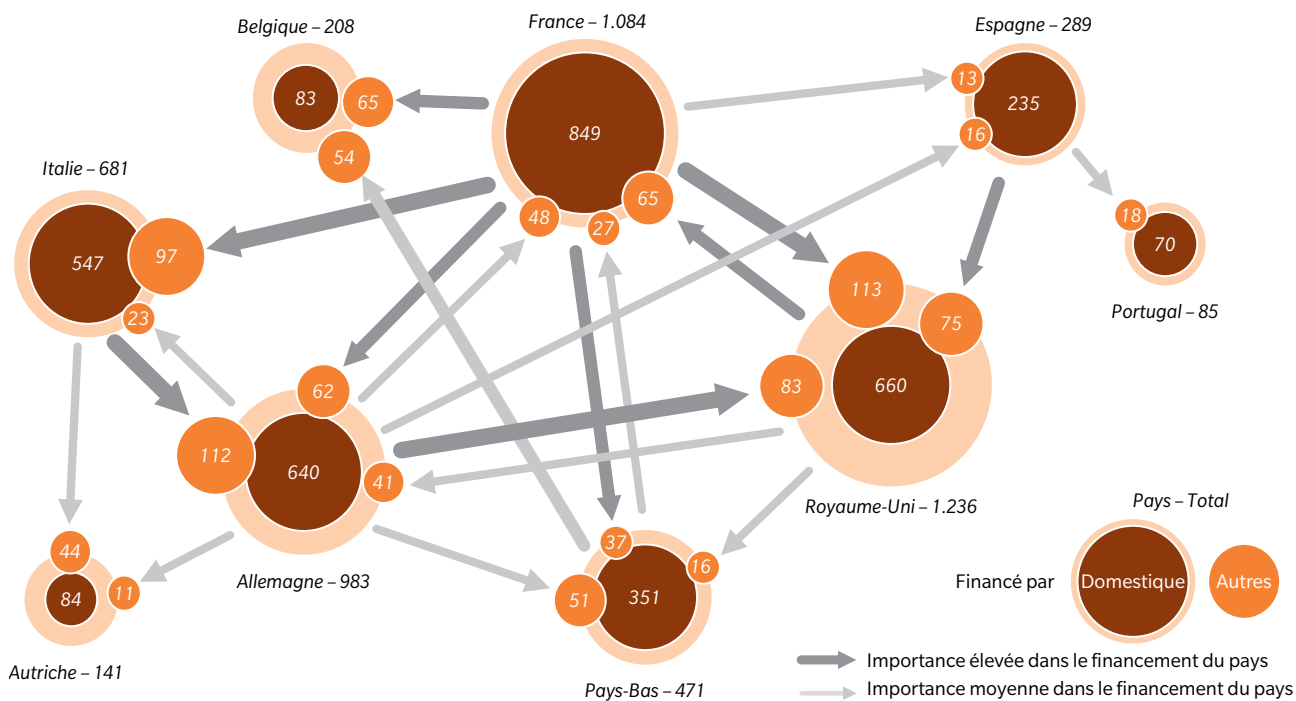 Belgique – 208
France – 1.084
Espagne – 289
83
65
54
849
48
27
65
13
235
16
Italie – 681
547
97
23
18
70
Portugal – 85
113
75
83
660
Royaume-Uni – 1.236
62
112
640
41
Allemagne – 983
44
84
11
Autriche – 141
37
16
51
351
Pays-Bas – 471
Pays – Total
Financé par
Domestique
Autres
Importance élevée dans le financement du pays
Importance moyenne dans le financement du pays